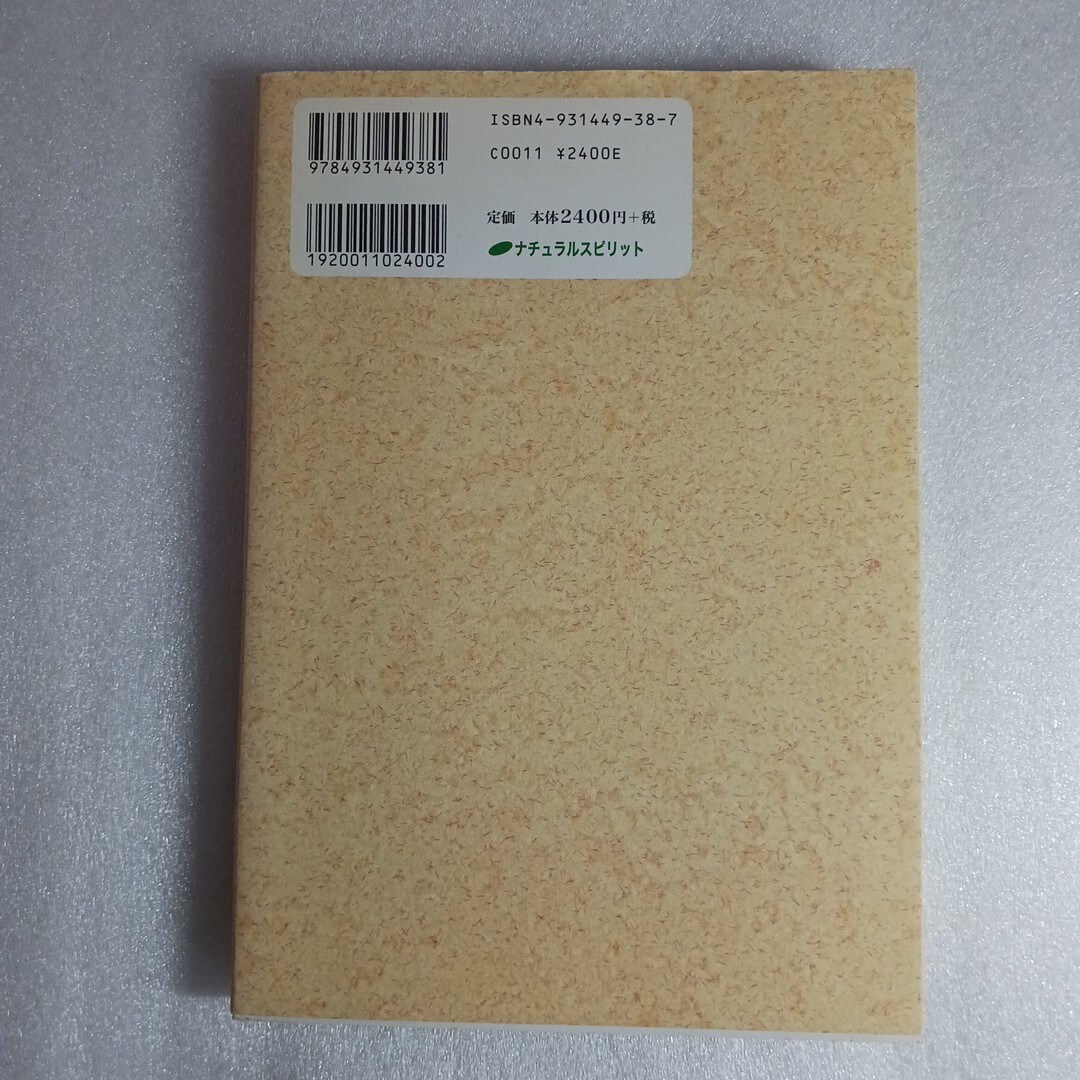 9784931449381
ISBN4-931449-38-7
C0011 ¥2400E
1920011024002
定価 本体2400円+税
ナチュラルスピリット